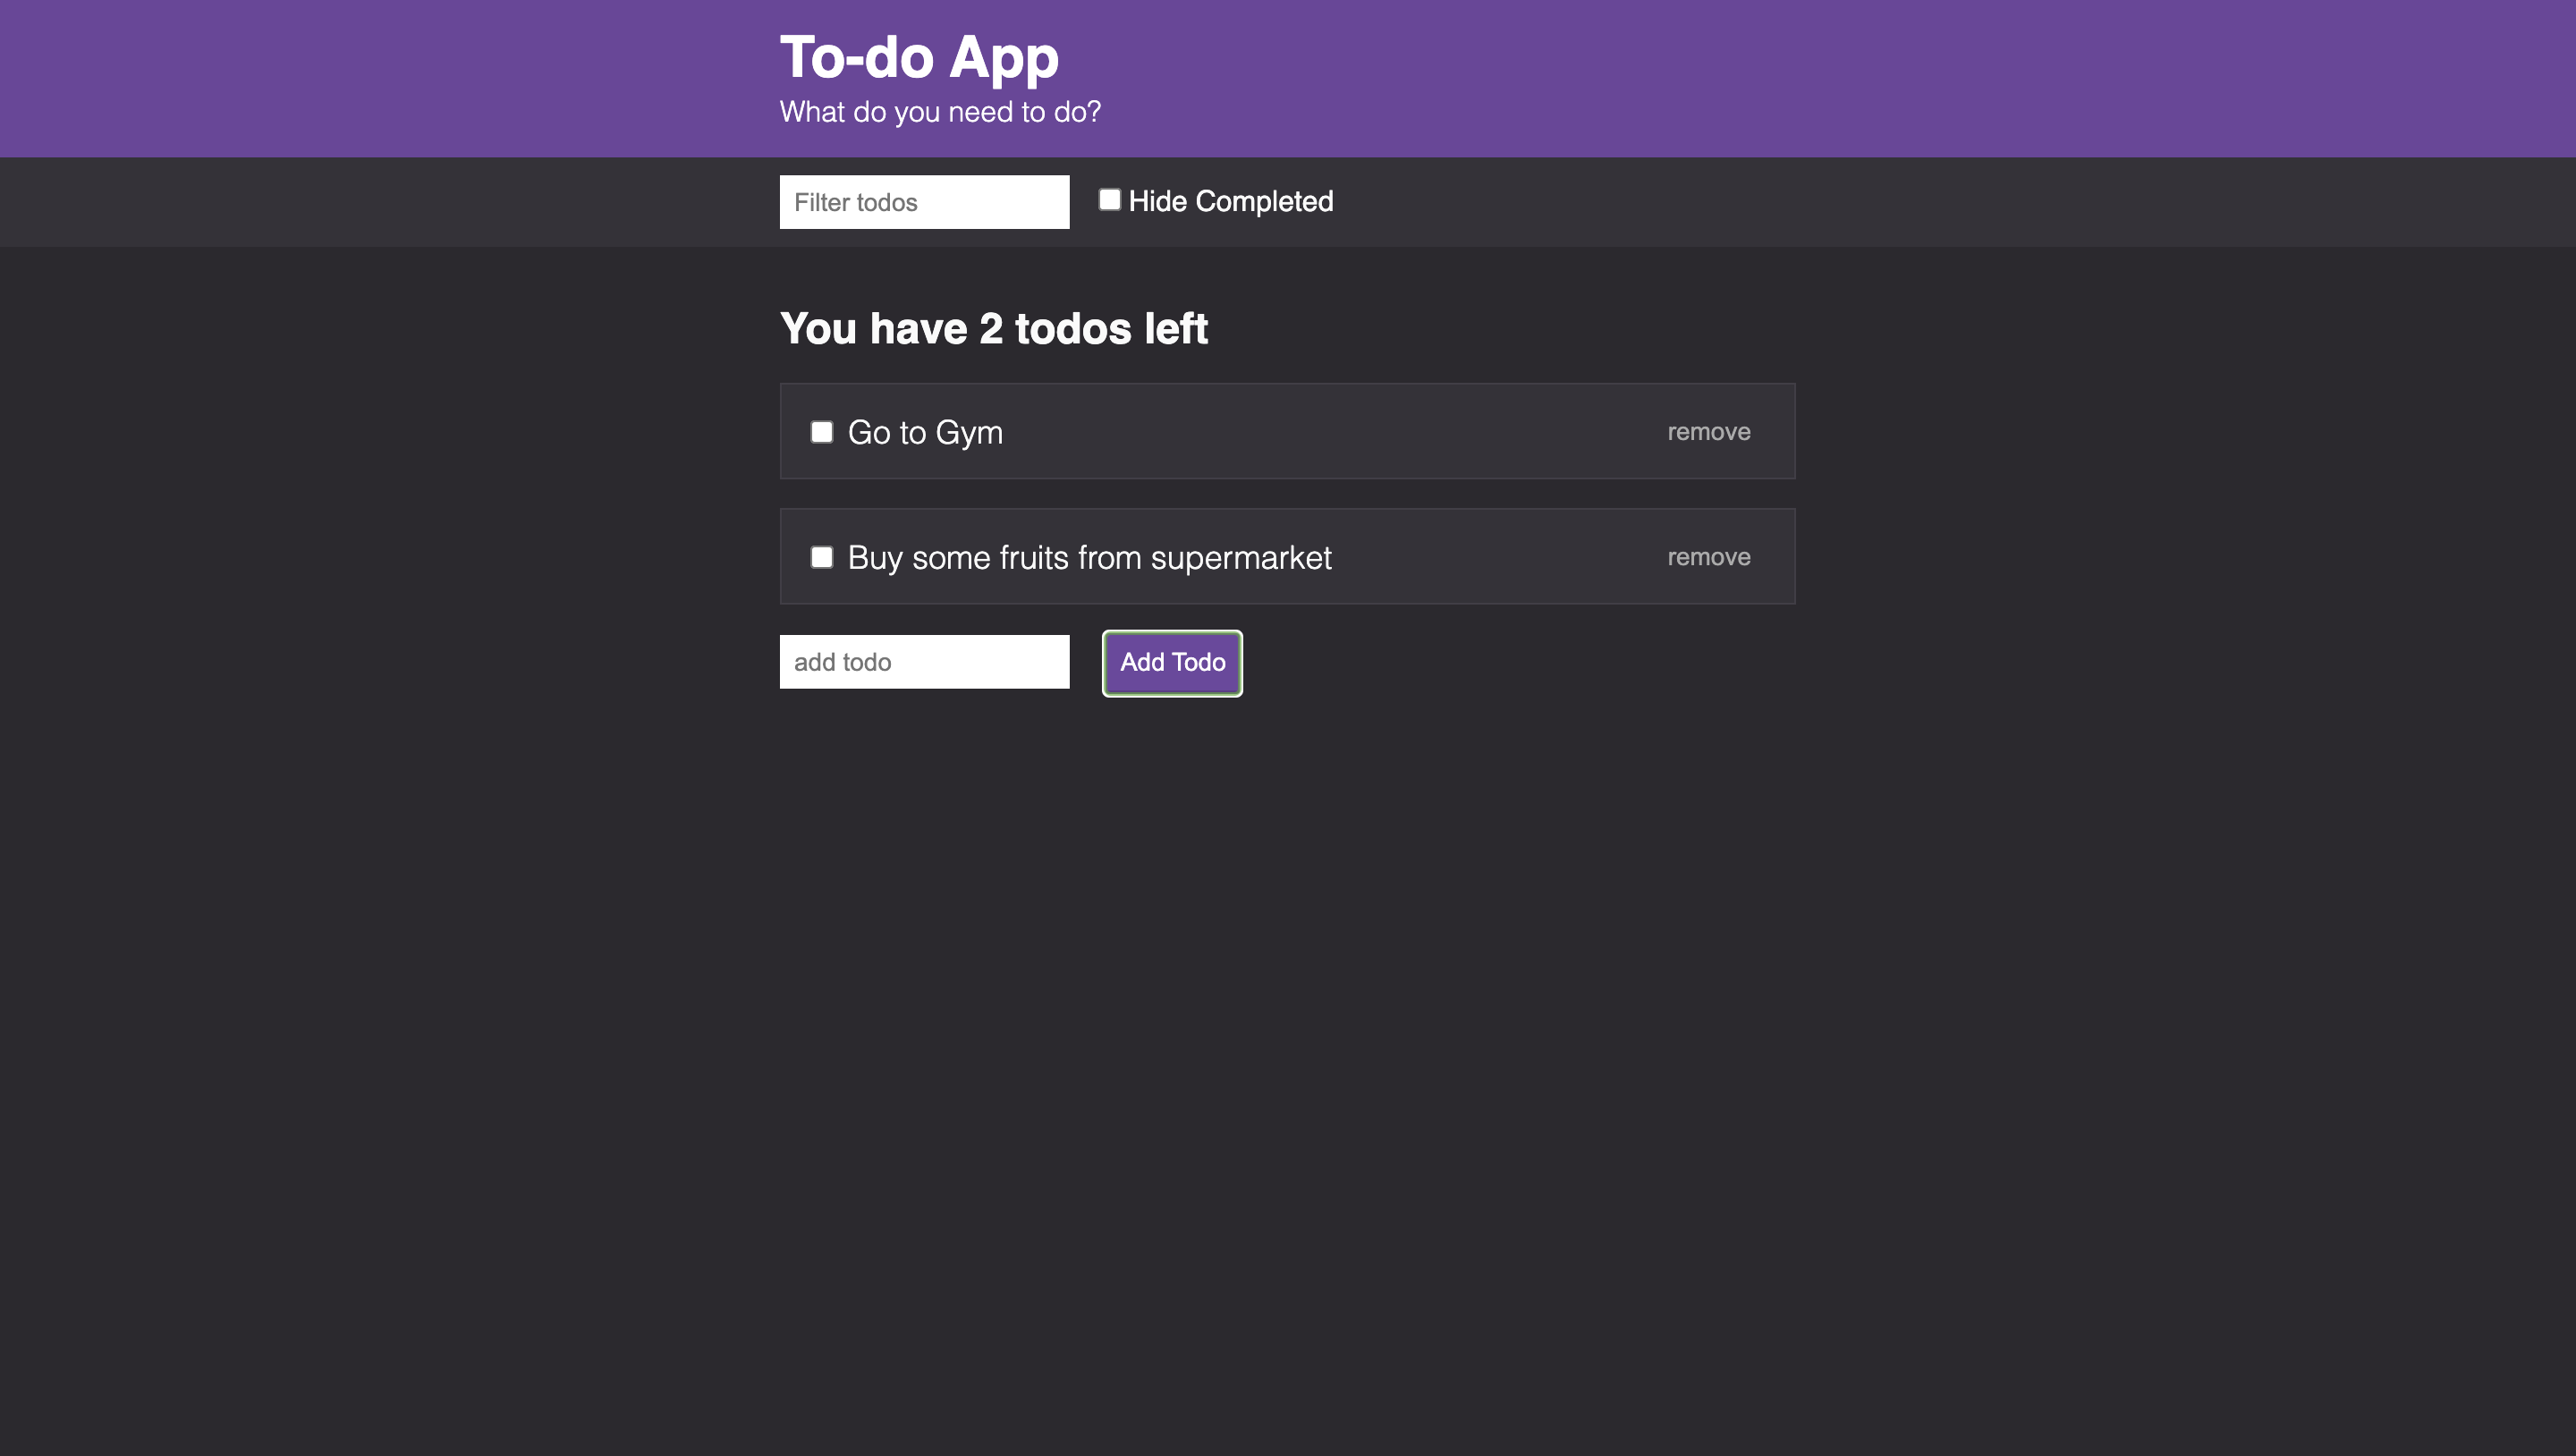 To-do App
What do you need to do?
Filter todos
Hide Completed
You have 2 todos left
Go to Gym remove
Buy some fruits from supermarket remove
add todo Add Todo